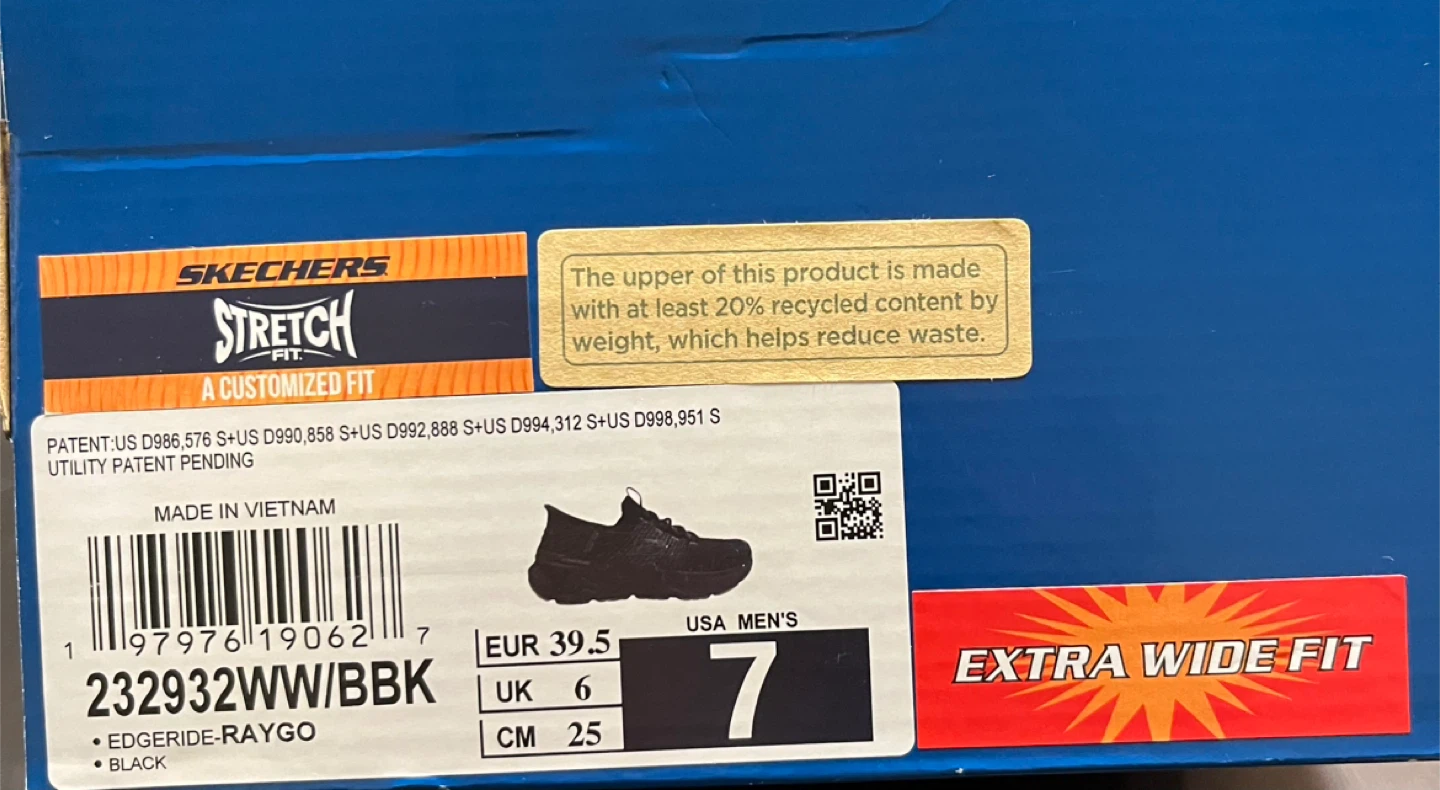 SKECHERS
STRETCH
FIT.
A CUSTOMIZED FIT
The upper of this product is made
with at least 20% recycled content by
weight, which helps reduce waste.
PATENT:US D986,576 S+US D990,858 S+US D992,888 S+US D994,312 S+US D998,951 S
UTILITY PATENT PENDING
MADE IN VIETNAM
1 97976 19062 7
232932WW/BBK
• EDGERIDE-RAYGO
• BLACK
EUR 39.5
UK 6
CM 25
USA MEN'S
7
EXTRA WIDE FIT